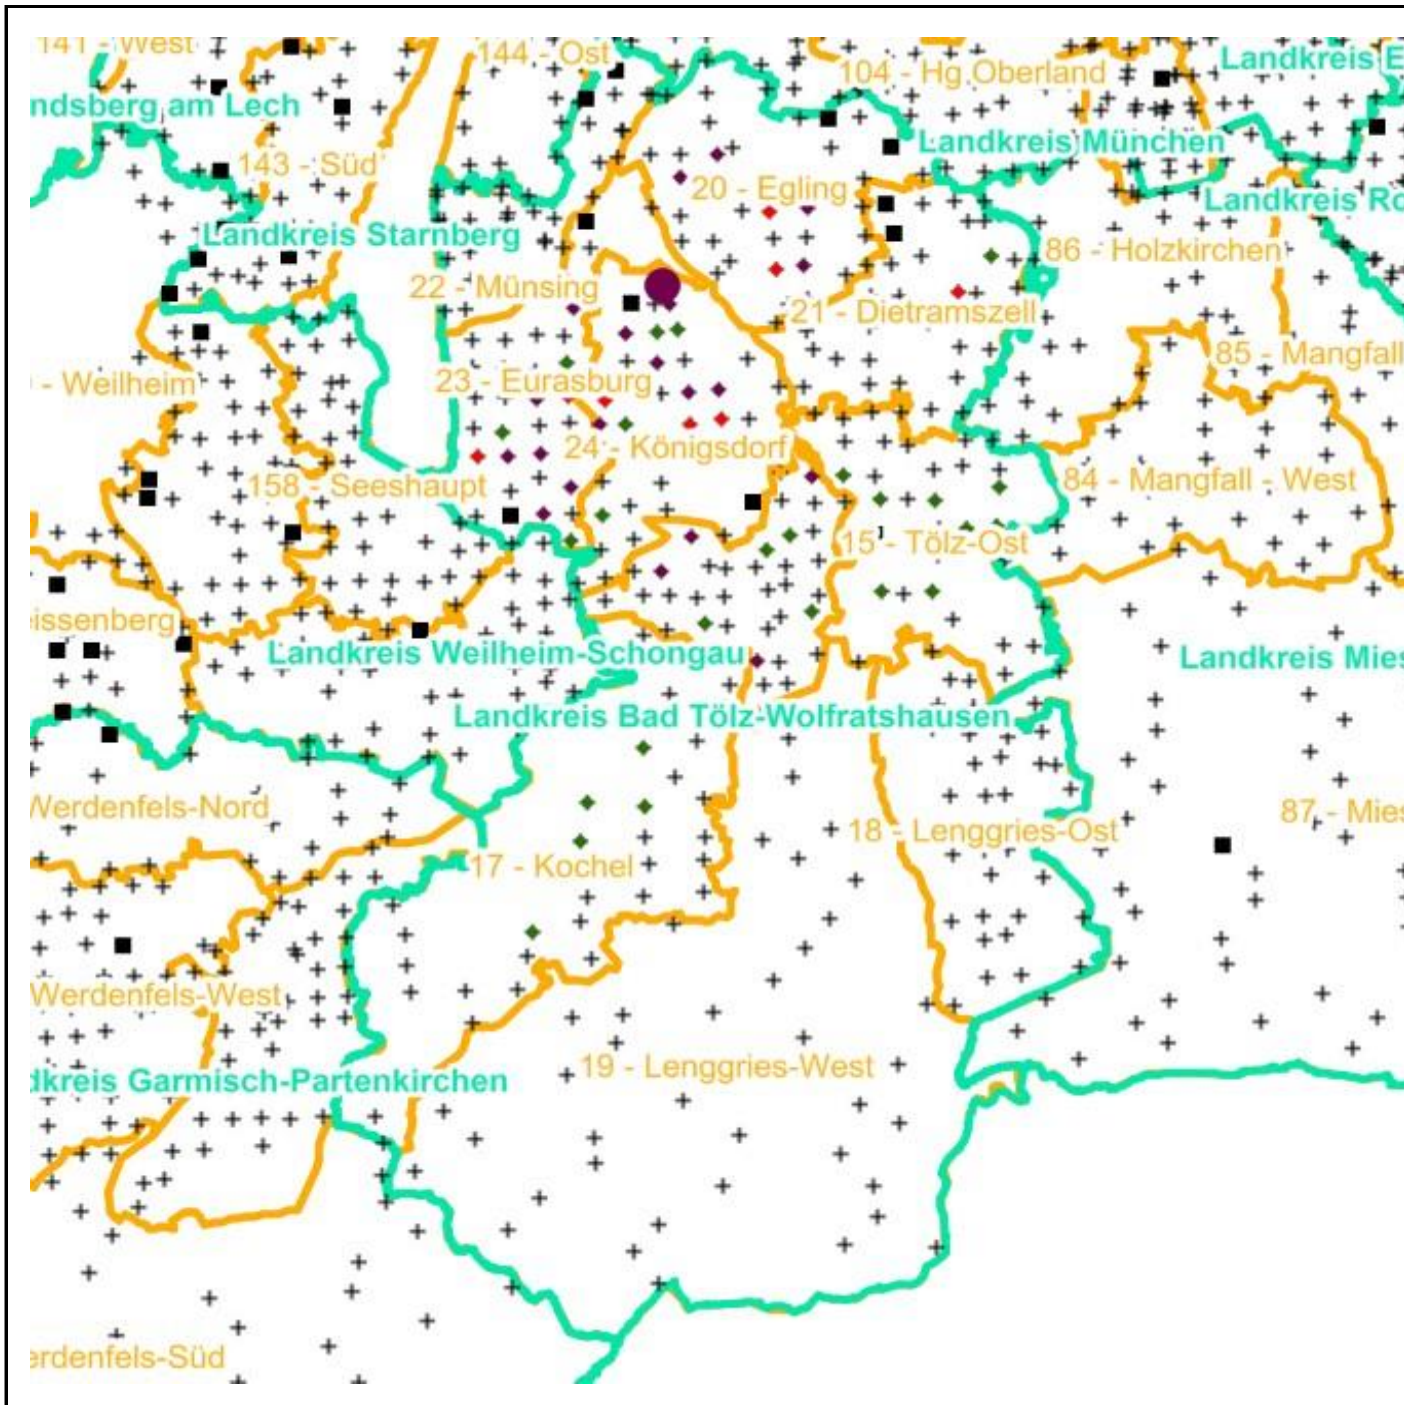 141 - West
144 - Ost
Landkreis E
104 - Hg.Oberland
ndsberg am Lech
Landkreis München
143 - Süd
20 - Egling
Landkreis Ro
Landkreis Starnberg
86 - Holzkirchen
22 - Münsing
21 - Dietramszell
85 - Mangfall
- Weilheim
23 - Eurasburg
24 - Königsdorf
158 - Seeshaupt
84 - Mangfall - West
15 - Tölz-Ost
eissenberg
Landkreis Weilheim-Schongau
Landkreis Mies
Landkreis Bad Tölz-Wolfratshausen
Werdenfels-Nord
87 - Mies
18 - Lenggries-Ost
17 - Kochel
Werdenfels-West
19 - Lenggries-West
dkreis Garmisch-Partenkirchen
erdenfels-Süd